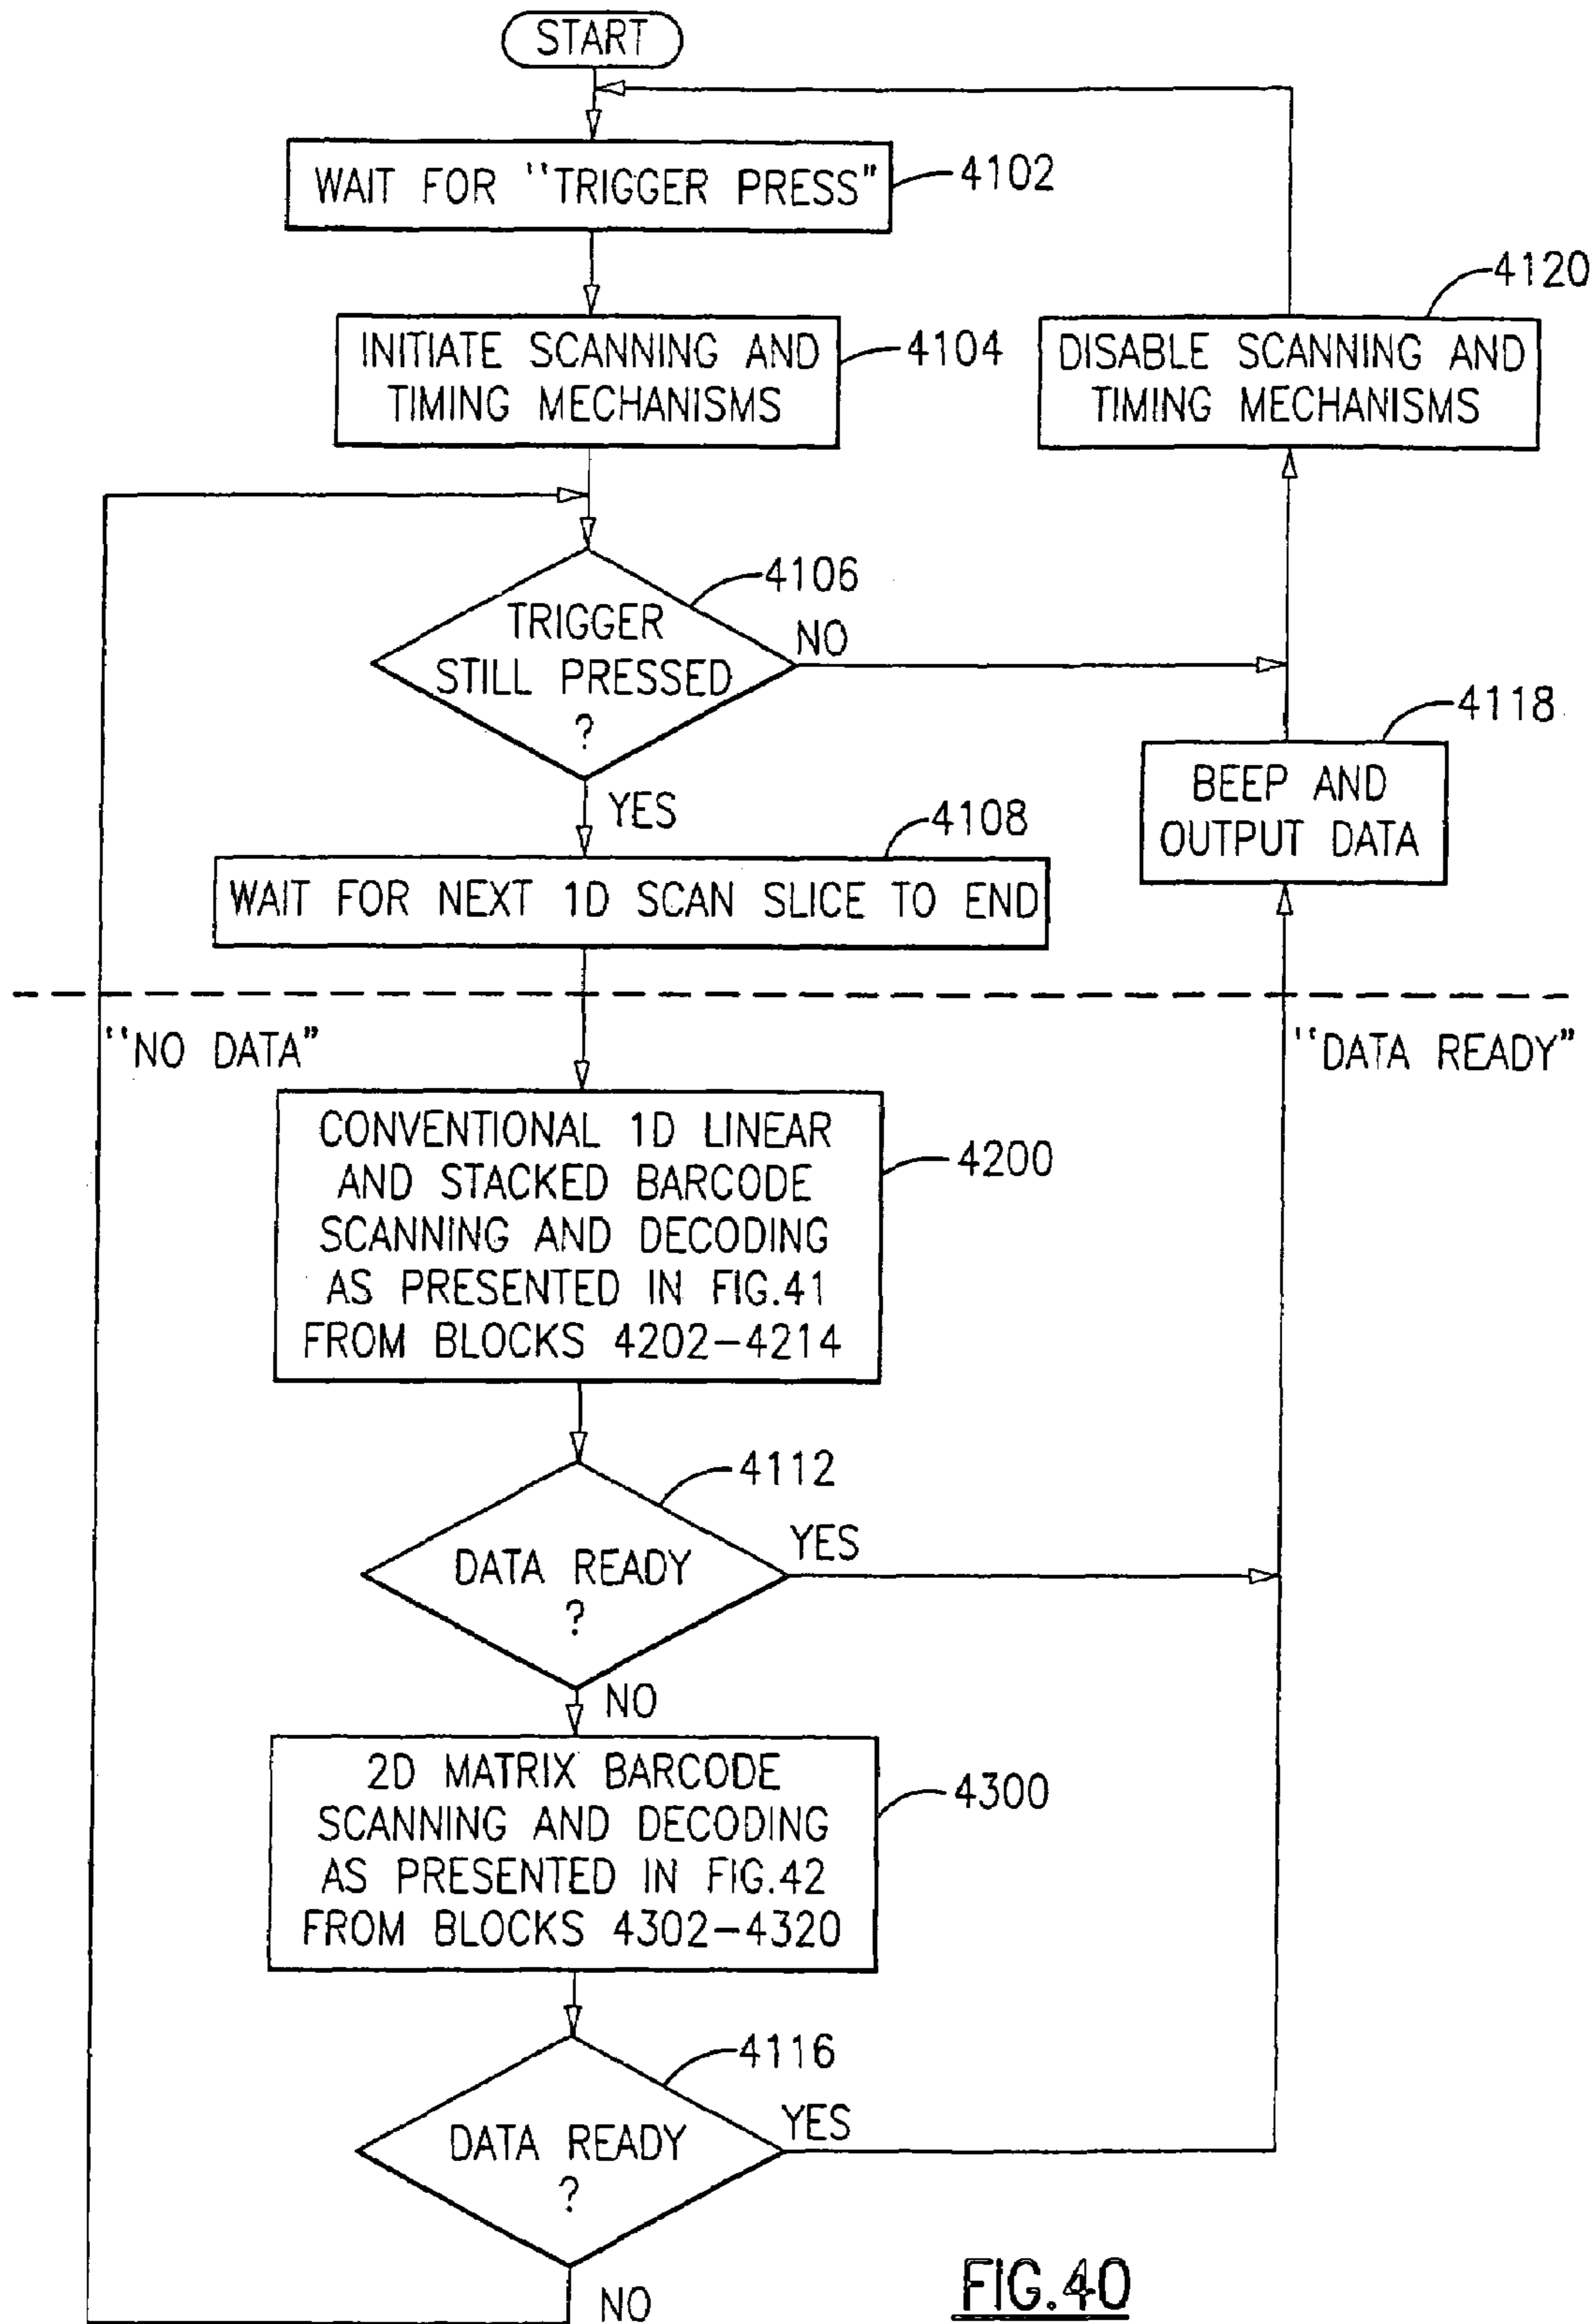 START
WAIT FOR "TRIGGER PRESS"
4102
INITIATE SCANNING AND
TIMING MECHANISMS
4104
DISABLE SCANNING AND
TIMING MECHANISMS
4120
TRIGGER
STILL PRESSED
?
4106
NO
YES
BEEP AND
OUTPUT DATA
4118
WAIT FOR NEXT 1D SCAN SLICE TO END
4108
"NO DATA"
"DATA READY"
CONVENTIONAL 1D LINEAR
AND STACKED BARCODE
SCANNING AND DECODING
AS PRESENTED IN FIG.41
FROM BLOCKS 4202-4214
4200
DATA READY
?
4112
YES
NO
2D MATRIX BARCODE
SCANNING AND DECODING
AS PRESENTED IN FIG.42
FROM BLOCKS 4302-4320
4300
DATA READY
?
4116
YES
NO
FIG.40